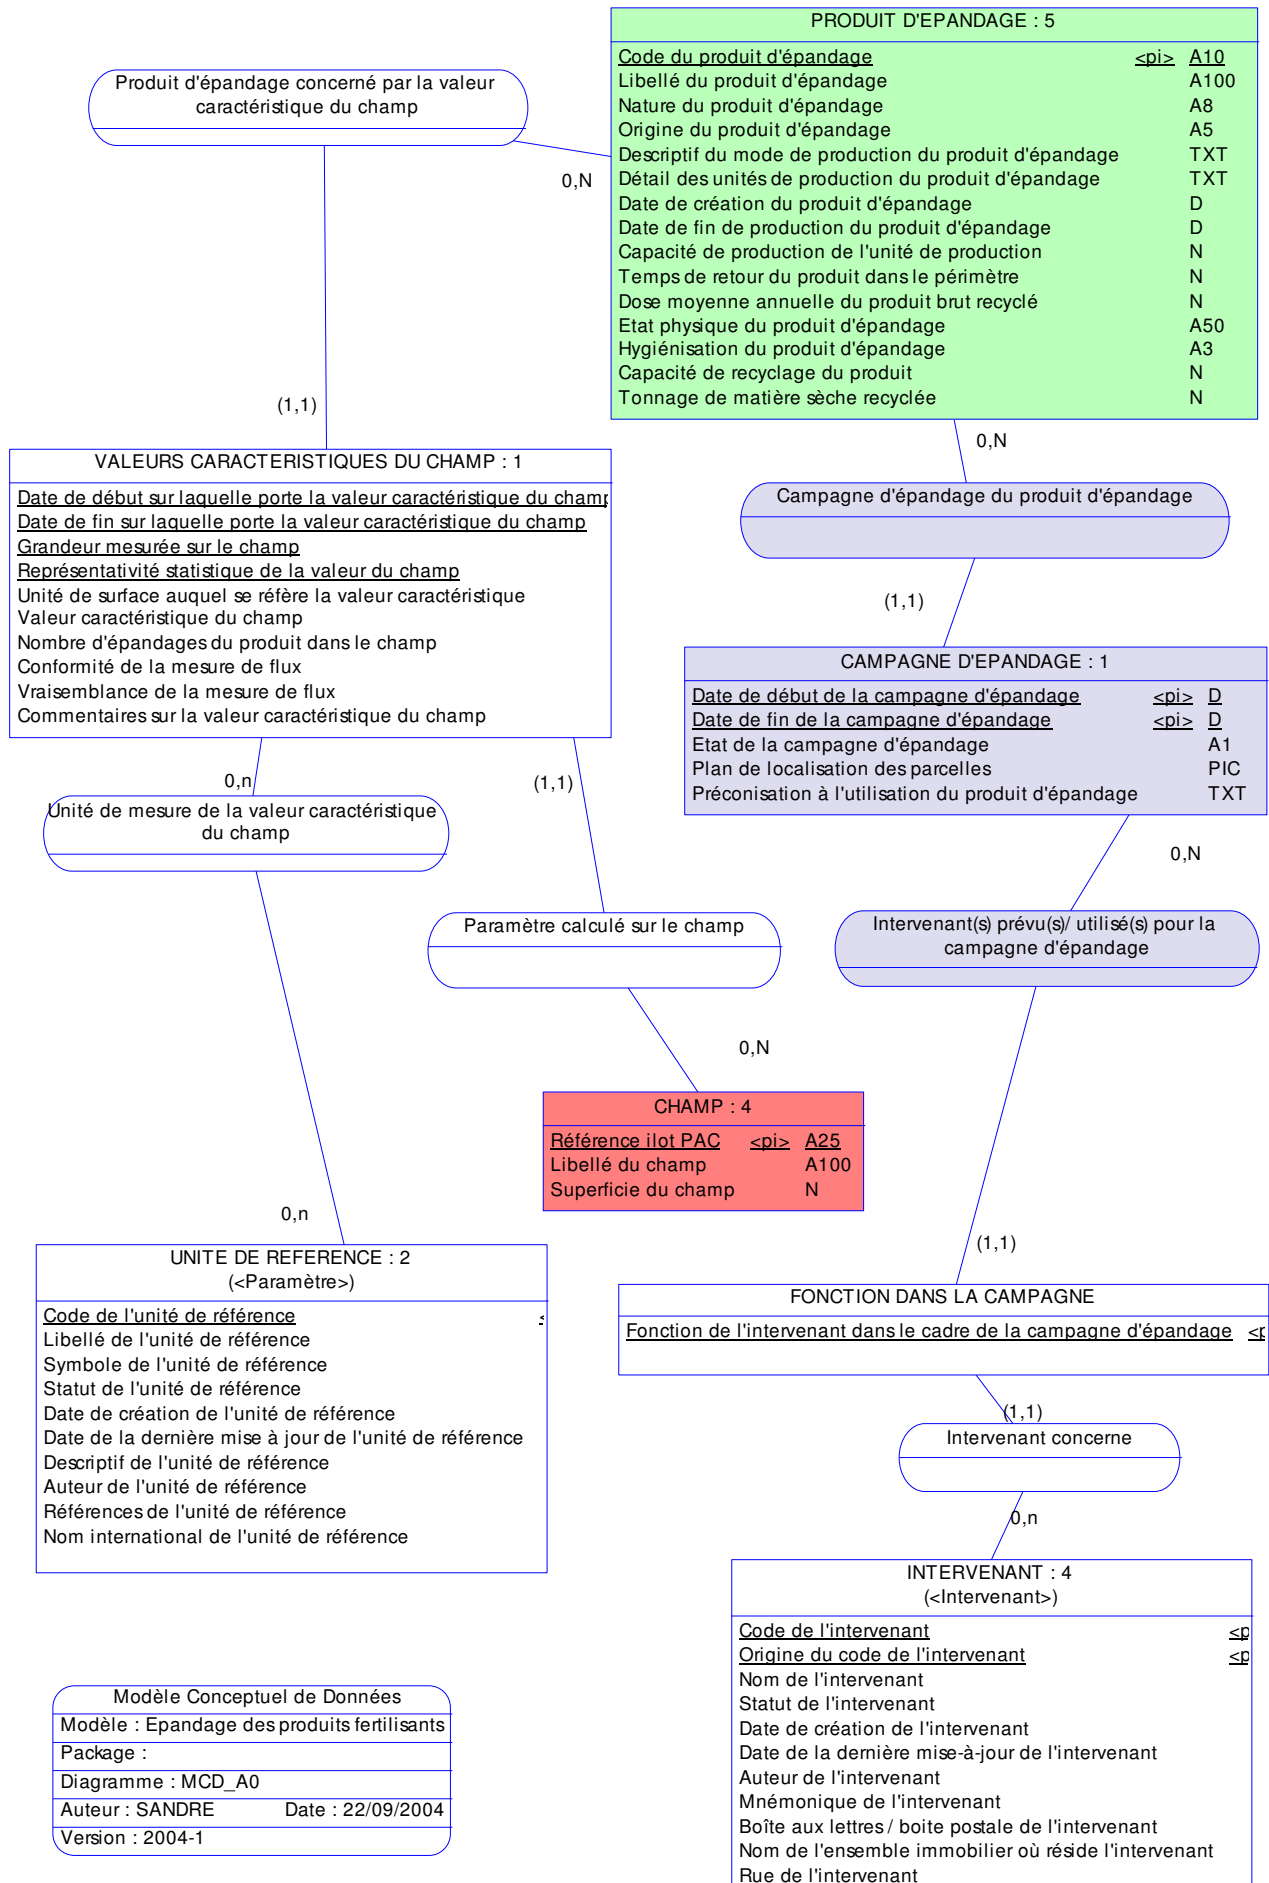 PRODUIT D'EPANDAGE : 5
Code du produit d'épandage <pi> A10
Libellé du produit d'épandage A100
Nature du produit d'épandage A8
Origine du produit d'épandage A5
Descriptif du mode de production du produit d'épandage TXT
Détail des unités de production du produit d'épandage TXT
Date de création du produit d'épandage D
Date de fin de production du produit d'épandage D
Capacité de production de l'unité de production N
Temps de retour du produit dans le périmètre N
Dose moyenne annuelle du produit brut recyclé N
Etat physique du produit d'épandage A50
Hygiénisation du produit d'épandage A3
Capacité de recyclage du produit N
Tonnage de matière sèche recyclée N
Produit d'épandage concerné par la valeur
caractéristique du champ
0,N
(1,1)
0,N
VALEURS CARACTERISTIQUES DU CHAMP : 1
Date de début sur laquelle porte la valeur caractéristique du champ
Date de fin sur laquelle porte la valeur caractéristique du champ
Grandeur mesurée sur le champ
Représentativité statistique de la valeur du champ
Unité de surface auquel se réfère la valeur caractéristique
Valeur caractéristique du champ
Nombre d'épandages du produit dans le champ
Conformité de la mesure de flux
Vraisemblance de la mesure de flux
Commentaires sur la valeur caractéristique du champ
Campagne d'épandage du produit d'épandage
(1,1)
CAMPAGNE D'EPANDAGE : 1
Date de début de la campagne d'épandage <pi> D
Date de fin de la campagne d'épandage <pi> D
Etat de la campagne d'épandage A1
Plan de localisation des parcelles PIC
Préconisation à l'utilisation du produit d'épandage TXT
0,n
(1,1)
Unité de mesure de la valeur caractéristique
du champ
0,N
Paramètre calculé sur le champ
Intervenant(s) prévu(s)/ utilisé(s) pour la
campagne d'épandage
0,N
CHAMP : 4
Référence ilot PAC <pi> A25
Libellé du champ A100
Superficie du champ N
0,n
(1,1)
UNITE DE REFERENCE : 2
(<Paramètre>)
Code de l'unité de référence <
Libellé de l'unité de référence
Symbole de l'unité de référence
Statut de l'unité de référence
Date de création de l'unité de référence
Date de la dernière mise à jour de l'unité de référence
Descriptif de l'unité de référence
Auteur de l'unité de référence
Références de l'unité de référence
Nom international de l'unité de référence
FONCTION DANS LA CAMPAGNE
Fonction de l'intervenant dans le cadre de la campagne d'épandage <p
(1,1)
Intervenant concerne
0,n
INTERVENANT : 4
(<Intervenant>)
Code de l'intervenant <p
Origine du code de l'intervenant <p
Nom de l'intervenant
Statut de l'intervenant
Date de création de l'intervenant
Date de la dernière mise-à-jour de l'intervenant
Auteur de l'intervenant
Mnémonique de l'intervenant
Boîte aux lettres / boite postale de l'intervenant
Nom de l'ensemble immobilier où réside l'intervenant
Rue de l'intervenant
Modèle Conceptuel de Données
Modèle : Epandage des produits fertilisants
Package :
Diagramme : MCD_A0
Auteur : SANDRE Date : 22/09/2004
Version : 2004-1